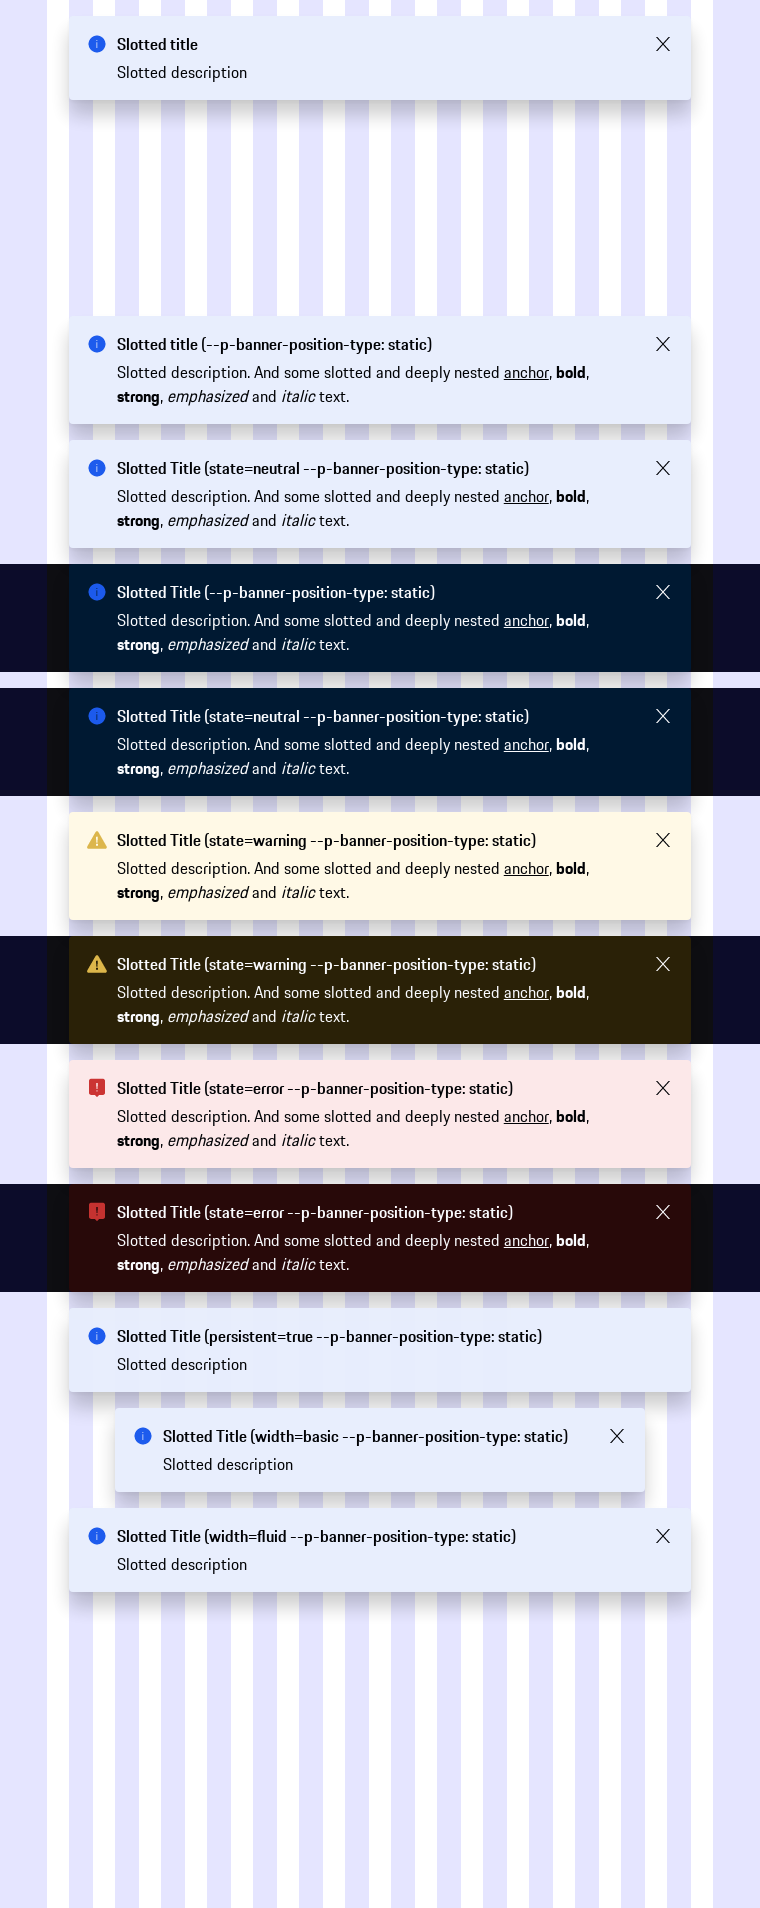 Slotted title
Slotted description
Slotted title (--p-banner-position-type: static)
Slotted description. And some slotted and deeply nested anchor, bold,
strong, emphasized and italic text.
Slotted Title (state=neutral --p-banner-position-type: static)
Slotted description. And some slotted and deeply nested anchor, bold,
strong, emphasized and italic text.
Slotted Title (--p-banner-position-type: static)
Slotted description. And some slotted and deeply nested anchor, bold,
strong, emphasized and italic text.
Slotted Title (state=neutral --p-banner-position-type: static)
Slotted description. And some slotted and deeply nested anchor, bold,
strong, emphasized and italic text.
Slotted Title (state=warning --p-banner-position-type: static)
Slotted description. And some slotted and deeply nested anchor, bold,
strong, emphasized and italic text.
Slotted Title (state=warning --p-banner-position-type: static)
Slotted description. And some slotted and deeply nested anchor, bold,
strong, emphasized and italic text.
Slotted Title (state=error --p-banner-position-type: static)
Slotted description. And some slotted and deeply nested anchor, bold,
strong, emphasized and italic text.
Slotted Title (state=error --p-banner-position-type: static)
Slotted description. And some slotted and deeply nested anchor, bold,
strong, emphasized and italic text.
Slotted Title (persistent=true --p-banner-position-type: static)
Slotted description
Slotted Title (width=basic --p-banner-position-type: static)
Slotted description
Slotted Title (width=fluid --p-banner-position-type: static)
Slotted description